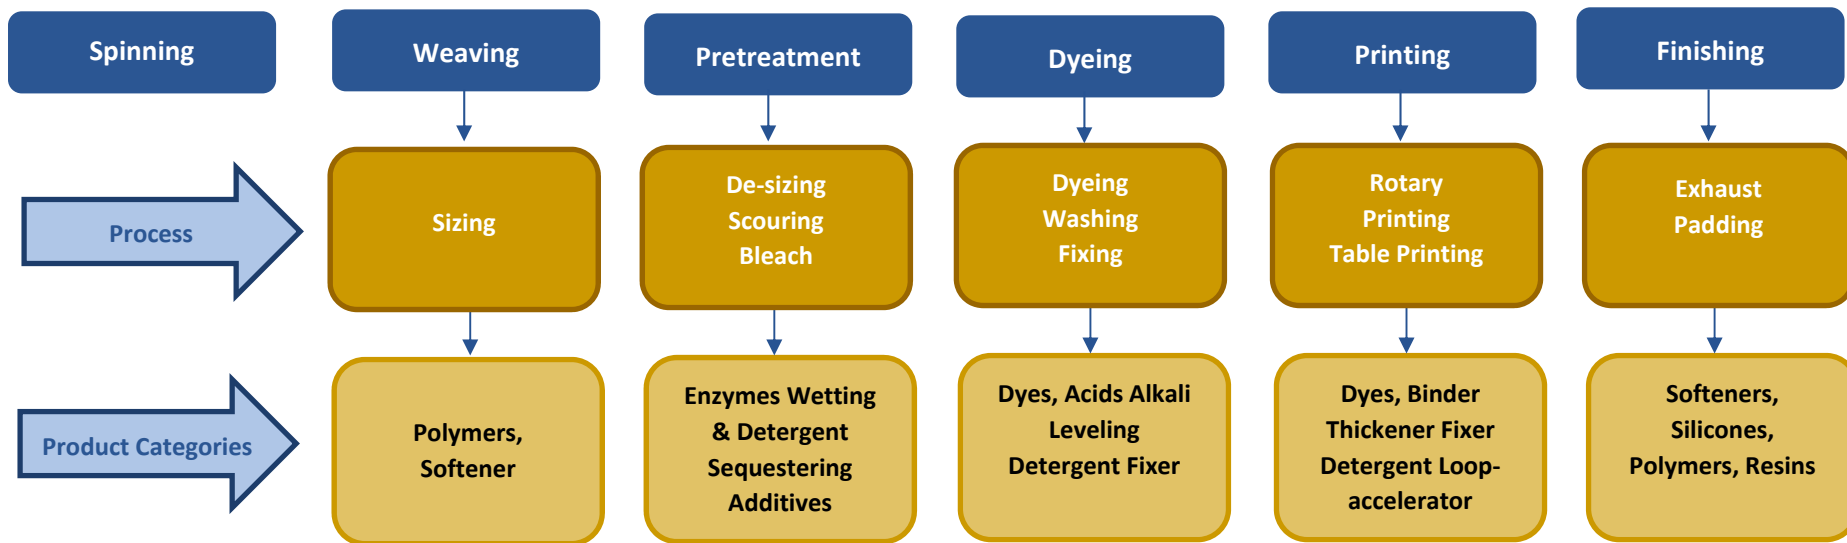 Spinning
Weaving
Pretreatment
Dyeing
Printing
Finishing
Process
Sizing
De-sizing
Scouring
Bleach
Dyeing
Washing
Fixing
Rotary
Printing
Table Printing
Exhaust
Padding
Product Categories
Polymers,
Softener
Enzymes Wetting
& Detergent
Sequestering
Additives
Dyes, Acids Alkali
Leveling
Detergent Fixer
Dyes, Binder
Thickener Fixer
Detergent Loop-
accelerator
Softeners,
Silicones,
Polymers, Resins